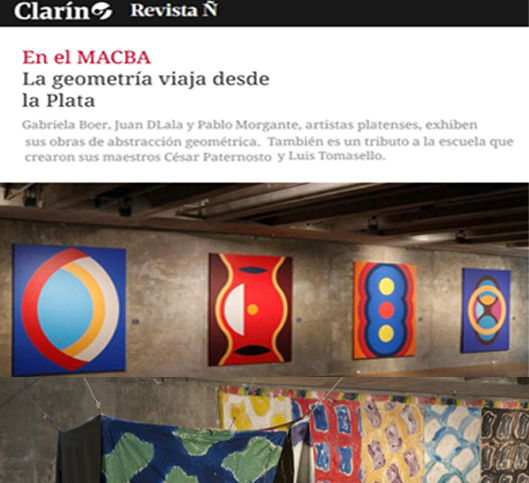 Clarín Revista Ñ
En el MACBA
La geometría viaja desde
la Plata
Gabriela Boer, Juan DLala y Pablo Morgante, artistas platenses, exhiben
sus obras de abstracción geométrica. También es un tributo a la escuela que
crearon sus maestros César Paternosto y Luis Tomasello.